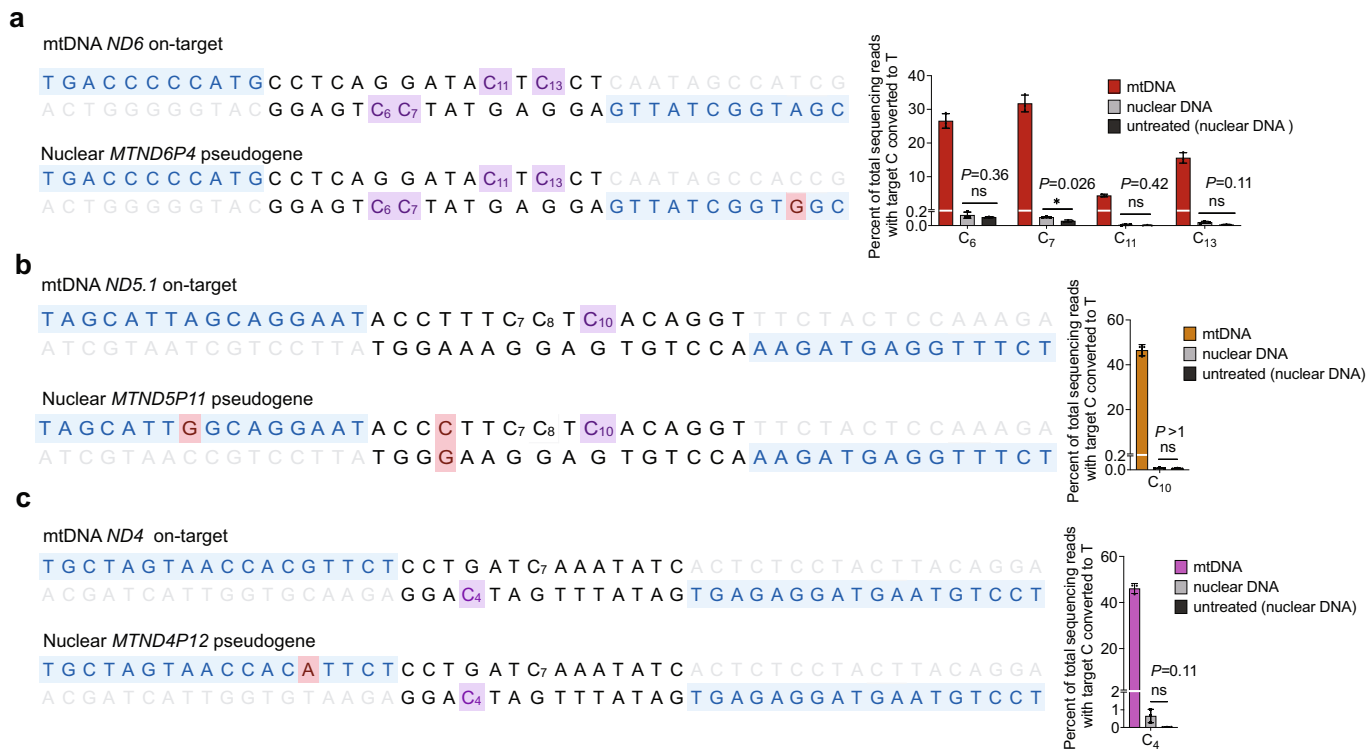 a
mtDNA ND6 on-target
TGACCCCCATGCCTCAGGATAC11TC13CTCAATAGCCATCG
ACTGGGGGTACGGAGTC6C7TATGAGGAGTTATCGGTAGC
Nuclear MTND6P4 pseudogene
TGACCCCCATGCCTCAGGATAC11TC13CTCAATAGCCACCG
ACTGGGGGTACGGAGTC6C7TATGAGGAGTTATCGGTGGC
Percent of total sequencing reads
with target C converted to T
40
30
20
10
0.2
0.0
mtDNA
nuclear DNA
untreated (nuclear DNA )
P=0.36
ns
P=0.026
*
P=0.42
ns
P=0.11
ns
C6 C7 C11 C13
b
mtDNA ND5.1 on-target
TAGCATTAGCAGGAATACCTTTC7C8TC10ACAGGTTTCTACTCCAAAGA
ATCGTAATCGTCCTTATGGAAAGGAGTGTCCAAAGATGAGGTTTCT
Nuclear MTND5P11 pseudogene
TAGCATTGGCAGGAATACCCTTC7C8TC10ACAGGTTTCTACTCCAAAGA
ATCGTAACCGTCCTTATGGGAAGGAGTGTCCAAAGATGAGGTTTCT
Percent of total sequencing reads
with target C converted to T
60
40
20
0.2
0.0
mtDNA
nuclear DNA
untreated (nuclear DNA)
P >1
ns
C10
c
mtDNA ND4 on-target
TGCTAGTAACCACGTTCTCCTGATC7AAATATCACTCTCCTACTTACAGGA
ACGATCATTGGTGCAAGAGGAC4TAGTTTATAGTGAGAGGATGAATGTCCT
Nuclear MTND4P12 pseudogene
TGCTAGTAACCACATTCTCCTGATC7AAATATCACTCTCCTACTTACAGGA
ACGATCATTGGTGTAAGAGGAC4TAGTTTATAGTGAGAGGATGAATGTCCT
Percent of total sequencing reads
with target C converted to T
60
40
20
2
1
0
mtDNA
nuclear DNA
untreated (nuclear DNA)
P=0.11
ns
C4